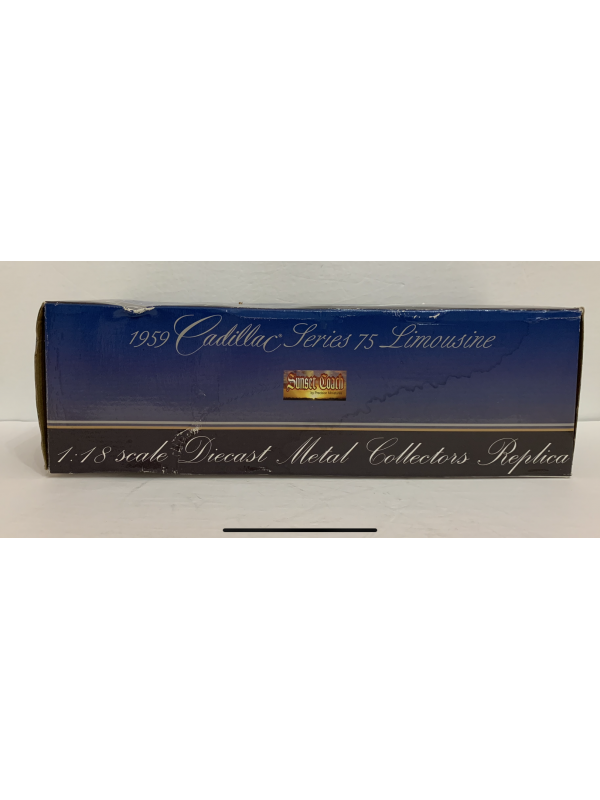 1959 Cadillac Series 75 Limousine
Sunset Coach
1:18 scale Diecast Metal Collectors Replica